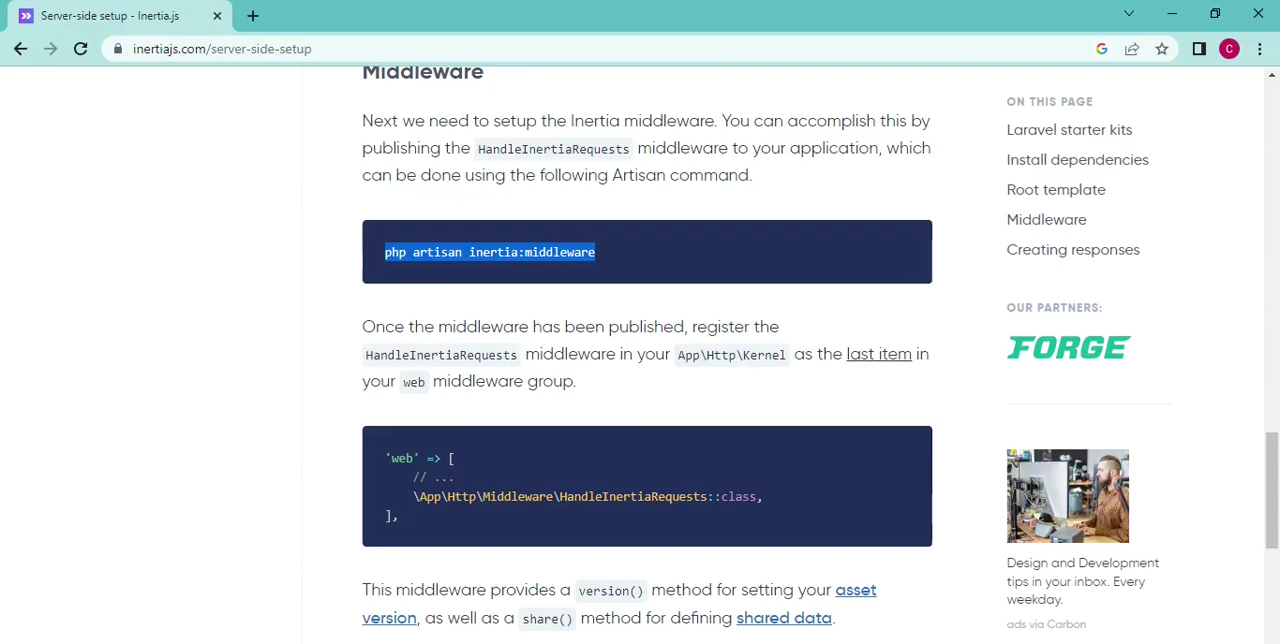 Server-side setup - Inertia.js
inertiajs.com/server-side-setup
C
Middleware
Next we need to setup the Inertia middleware. You can accomplish this by
publishing the HandleInertiaRequests middleware to your application, which
can be done using the following Artisan command.
php artisan inertia:middleware
Once the middleware has been published, register the
HandleInertiaRequests middleware in your App\Http\Kernel as the last item in
your web middleware group.
'web' => [
// ...
\App\Http\Middleware\HandleInertiaRequests::class,
],
This middleware provides a version() method for setting your asset
version, as well as a share() method for defining shared data.
ON THIS PAGE
Laravel starter kits
Install dependencies
Root template
Middleware
Creating responses
OUR PARTNERS:
FORGE
Design and Development
tips in your inbox. Every
weekday.
ads via Carbon